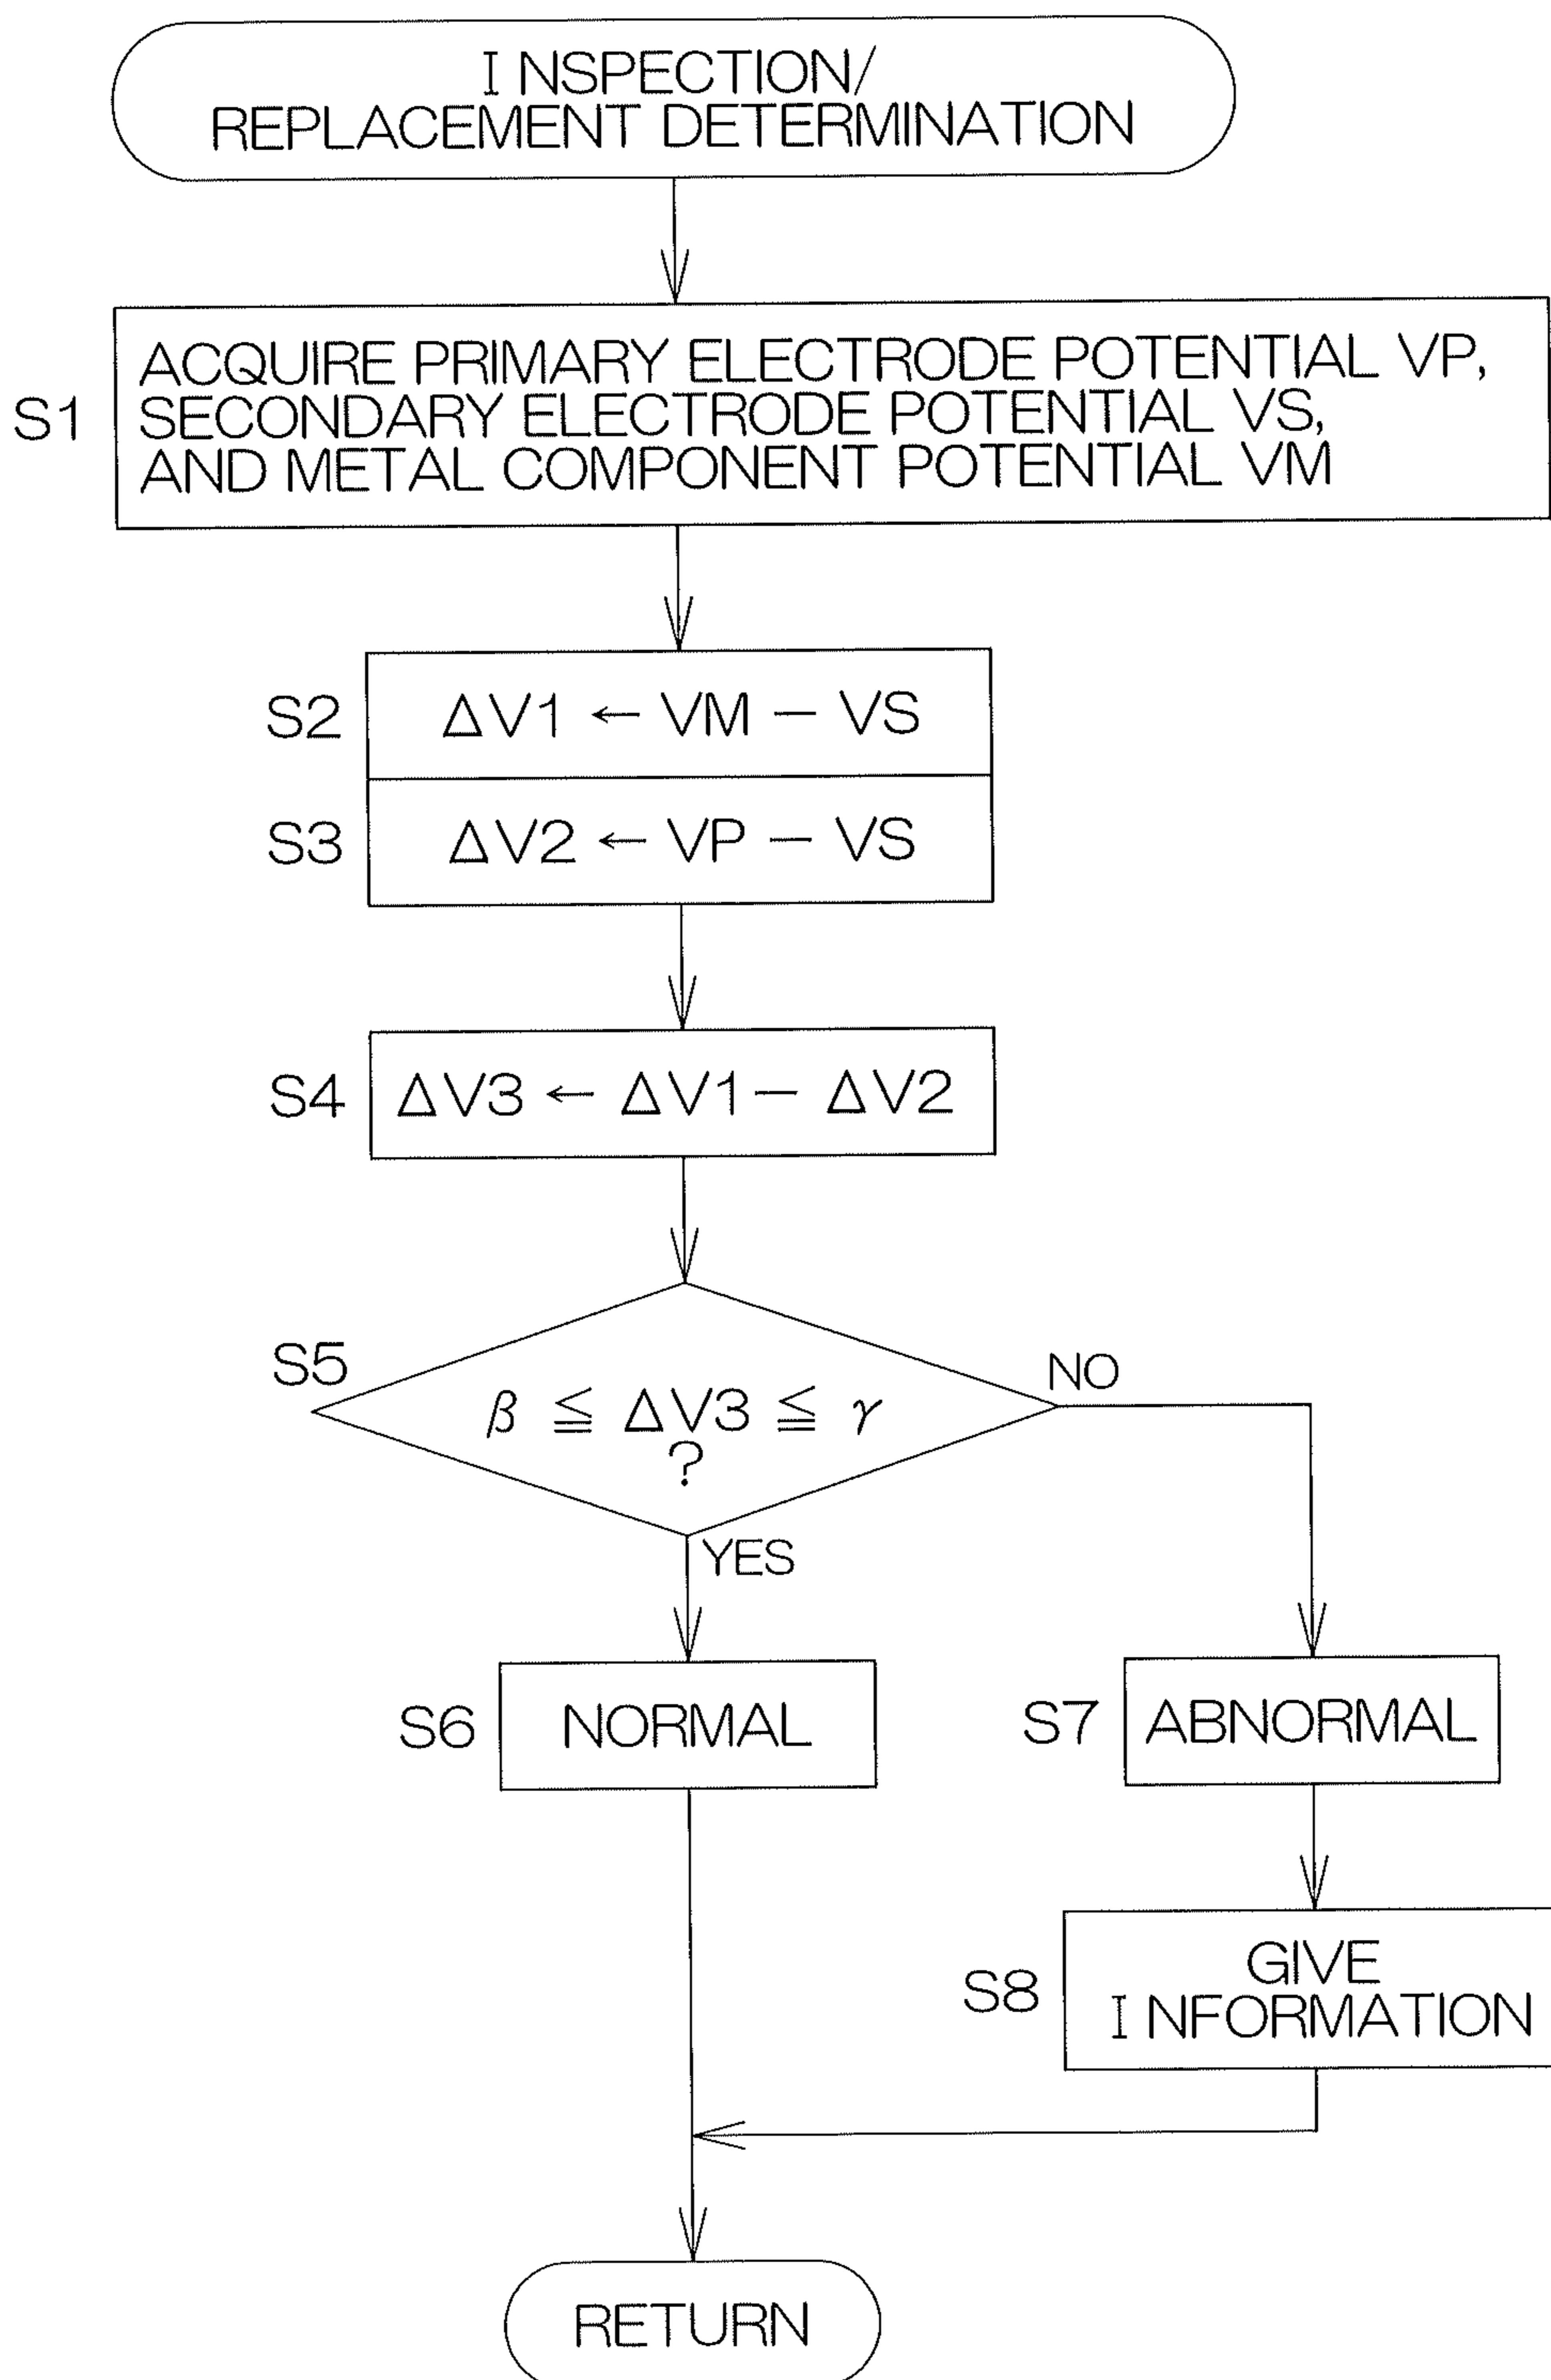 INSPECTION/
REPLACEMENT DETERMINATION
S1
ACQUIRE PRIMARY ELECTRODE POTENTIAL VP,
SECONDARY ELECTRODE POTENTIAL VS,
AND METAL COMPONENT POTENTIAL VM
S2
ΔV1 ← VM − VS
S3
ΔV2 ← VP − VS
S4
ΔV3 ← ΔV1 − ΔV2
S5
β ≦ ΔV3 ≦ γ
?
NO
YES
S6
NORMAL
S7
ABNORMAL
S8
GIVE
INFORMATION
RETURN